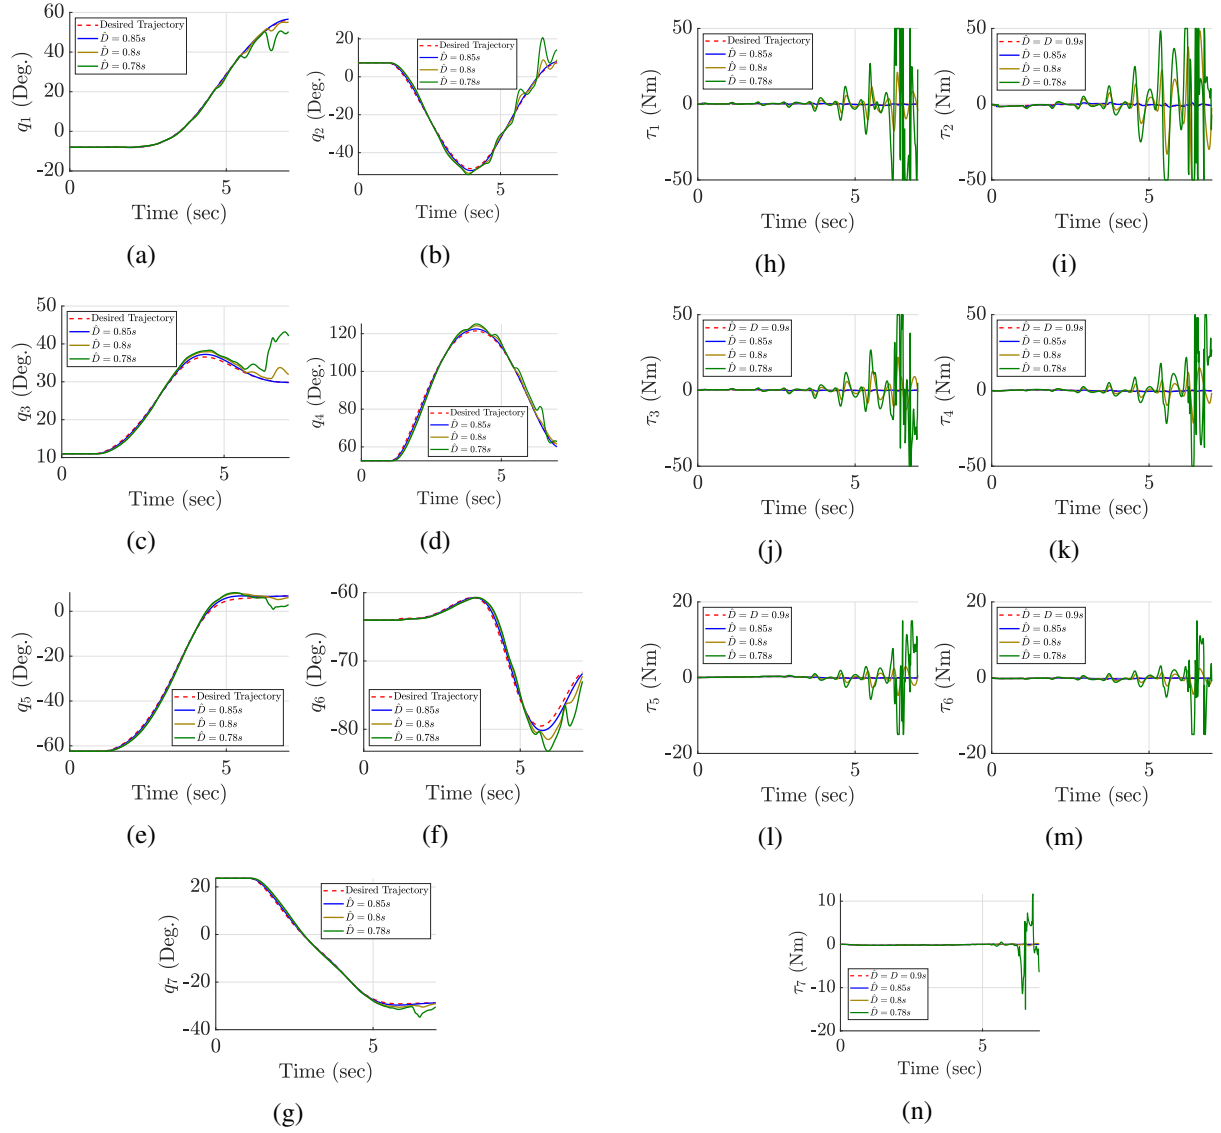 50
0
-20
0
5
q1 (Deg.)
Time (sec)
Desired Trajectory
D̂ = 0.85s
D̂ = 0.8s
D̂ = 0.78s
(a)
20
0
-20
-40
0
5
q2 (Deg.)
Time (sec)
Desired Trajectory
D̂ = 0.85s
D̂ = 0.8s
D̂ = 0.78s
(b)
50
0
-50
0
5
τ1 (Nm)
Time (sec)
Desired Trajectory
D̂ = 0.85s
D̂ = 0.8s
D̂ = 0.78s
(h)
50
0
-50
0
5
τ2 (Nm)
Time (sec)
D̂ = D = 0.9s
D̂ = 0.85s
D̂ = 0.8s
D̂ = 0.78s
(i)
50
40
30
20
10
0
5
q3 (Deg.)
Time (sec)
Desired Trajectory
D̂ = 0.85s
D̂ = 0.8s
D̂ = 0.78s
(c)
120
100
80
60
0
5
q4 (Deg.)
Time (sec)
Desired Trajectory
D̂ = 0.85s
D̂ = 0.8s
D̂ = 0.78s
(d)
50
0
-50
0
5
τ3 (Nm)
Time (sec)
D̂ = D = 0.9s
D̂ = 0.85s
D̂ = 0.8s
D̂ = 0.78s
(j)
50
0
-50
0
5
τ4 (Nm)
Time (sec)
D̂ = D = 0.9s
D̂ = 0.85s
D̂ = 0.8s
D̂ = 0.78s
(k)
0
-20
-40
-60
0
5
q5 (Deg.)
Time (sec)
Desired Trajectory
D̂ = 0.85s
D̂ = 0.8s
D̂ = 0.78s
(e)
-60
-70
-80
0
5
q6 (Deg.)
Time (sec)
Desired Trajectory
D̂ = 0.85s
D̂ = 0.8s
D̂ = 0.78s
(f)
20
0
-20
0
5
τ5 (Nm)
Time (sec)
D̂ = D = 0.9s
D̂ = 0.85s
D̂ = 0.8s
D̂ = 0.78s
(l)
20
0
-20
0
5
τ6 (Nm)
Time (sec)
D̂ = D = 0.9s
D̂ = 0.85s
D̂ = 0.8s
D̂ = 0.78s
(m)
20
0
-20
-40
0
5
q7 (Deg.)
Time (sec)
Desired Trajectory
D̂ = 0.85s
D̂ = 0.8s
D̂ = 0.78s
(g)
10
0
-10
20
0
5
τ7 (Nm)
Time (sec)
D̂ = D = 0.9s
D̂ = 0.85s
D̂ = 0.8s
D̂ = 0.78s
(n)